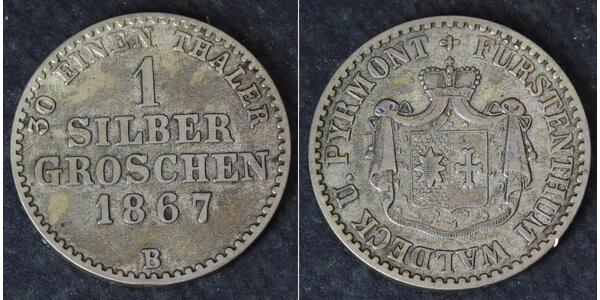 30 EINEN THALER
1
SILBER
GROSCHEN
1867
B
FÜRSTENTHUM WALDECK U. PYRMONT